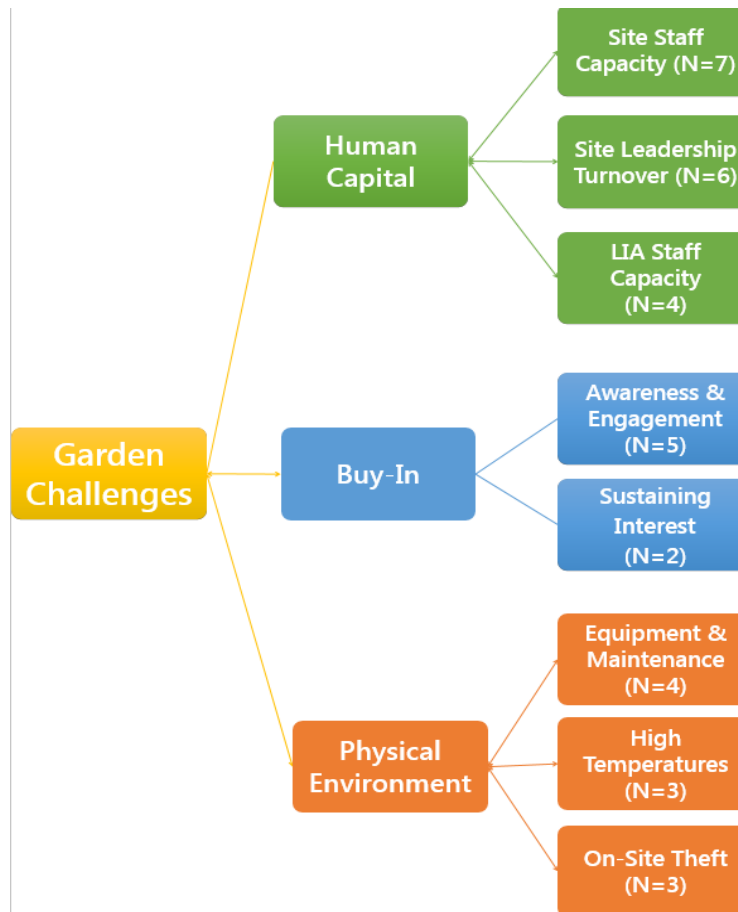 Garden
Challenges
Human
Capital
Site Staff
Capacity (N=7)
Site Leadership
Turnover (N=6)
LIA Staff
Capacity
(N=4)
Buy-In
Awareness &
Engagement
(N=5)
Sustaining
Interest
(N=2)
Physical
Environment
Equipment &
Maintenance
(N=4)
High
Temperatures
(N=3)
On-Site Theft
(N=3)